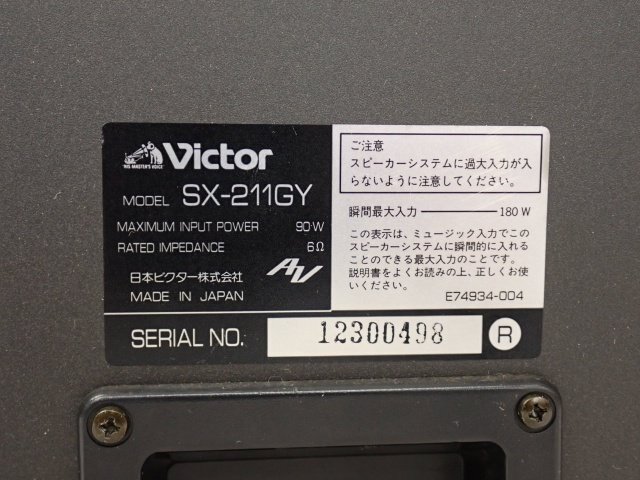 "HIS MASTER'S VOICE"
Victor
MODEL SX-211GY
MAXIMUM INPUT POWER 90·W
RATED IMPEDANCE 6Ω
日本ビクター株式会社
MADE IN JAPAN
AV
ご注意
スピーカーシステムに過大入力が入
らないように注意してください。
瞬間最大入力 180W
この表示は、ミュージック入力でこの
スピーカーシステムに瞬間的に入れる
ことのできる最大入力のことです。
説明書をよくお読みの上、正しくお使
いください。
E74934-004
SERIAL NO. 12300498 R